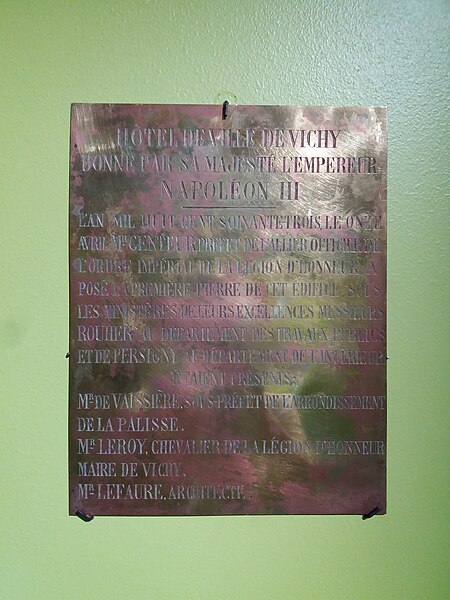 HOTEL DE VILLE DE VICHY
DONNÉ PAR SA MAJESTÉ L'EMPEREUR
NAPOLÉON III
L'AN MIL HUIT CENT SOIXANTE TROIS, LE ONZE
AVRIL MR GENTEUR PRÉFET DE L'ALLIER OFFICIER DE
L'ORDRE IMPÉRIAL DE LA LÉGION D'HONNEUR, A
POSÉ LA PREMIÈRE PIERRE DE CET ÉDIFICE, SOUS
LES MINISTÈRES DE LEURS EXCELLENCES MESSIEURS
ROUHER, AU DÉPARTEMENT DES TRAVAUX PUBLICS
ET DE PERSIGNY, AU DÉPARTEMENT DE L'INTÉRIEUR
ÉTAIENT PRÉSENTS:
MR DE VAISSIÈRE, SOUS-PRÉFET DE L'ARRONDISSEMENT
DE LA PALISSE.
MR LEROY, CHEVALIER DE LA LÉGION D'HONNEUR
MAIRE DE VICHY.
MR LEFAURE, ARCHITECTE.